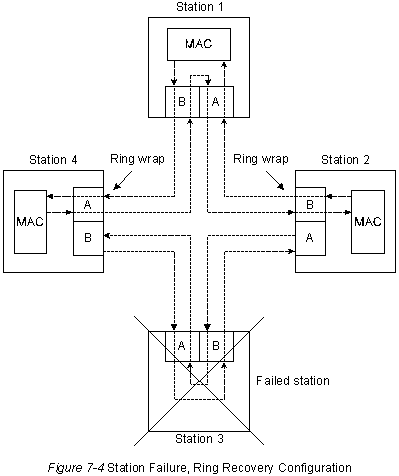 Station 1
MAC
B A
Station 4
Ring wrap
Ring wrap
Station 2
MAC
A
B
B
A
MAC
A B
Failed station
Station 3
Figure 7-4 Station Failure, Ring Recovery Configuration